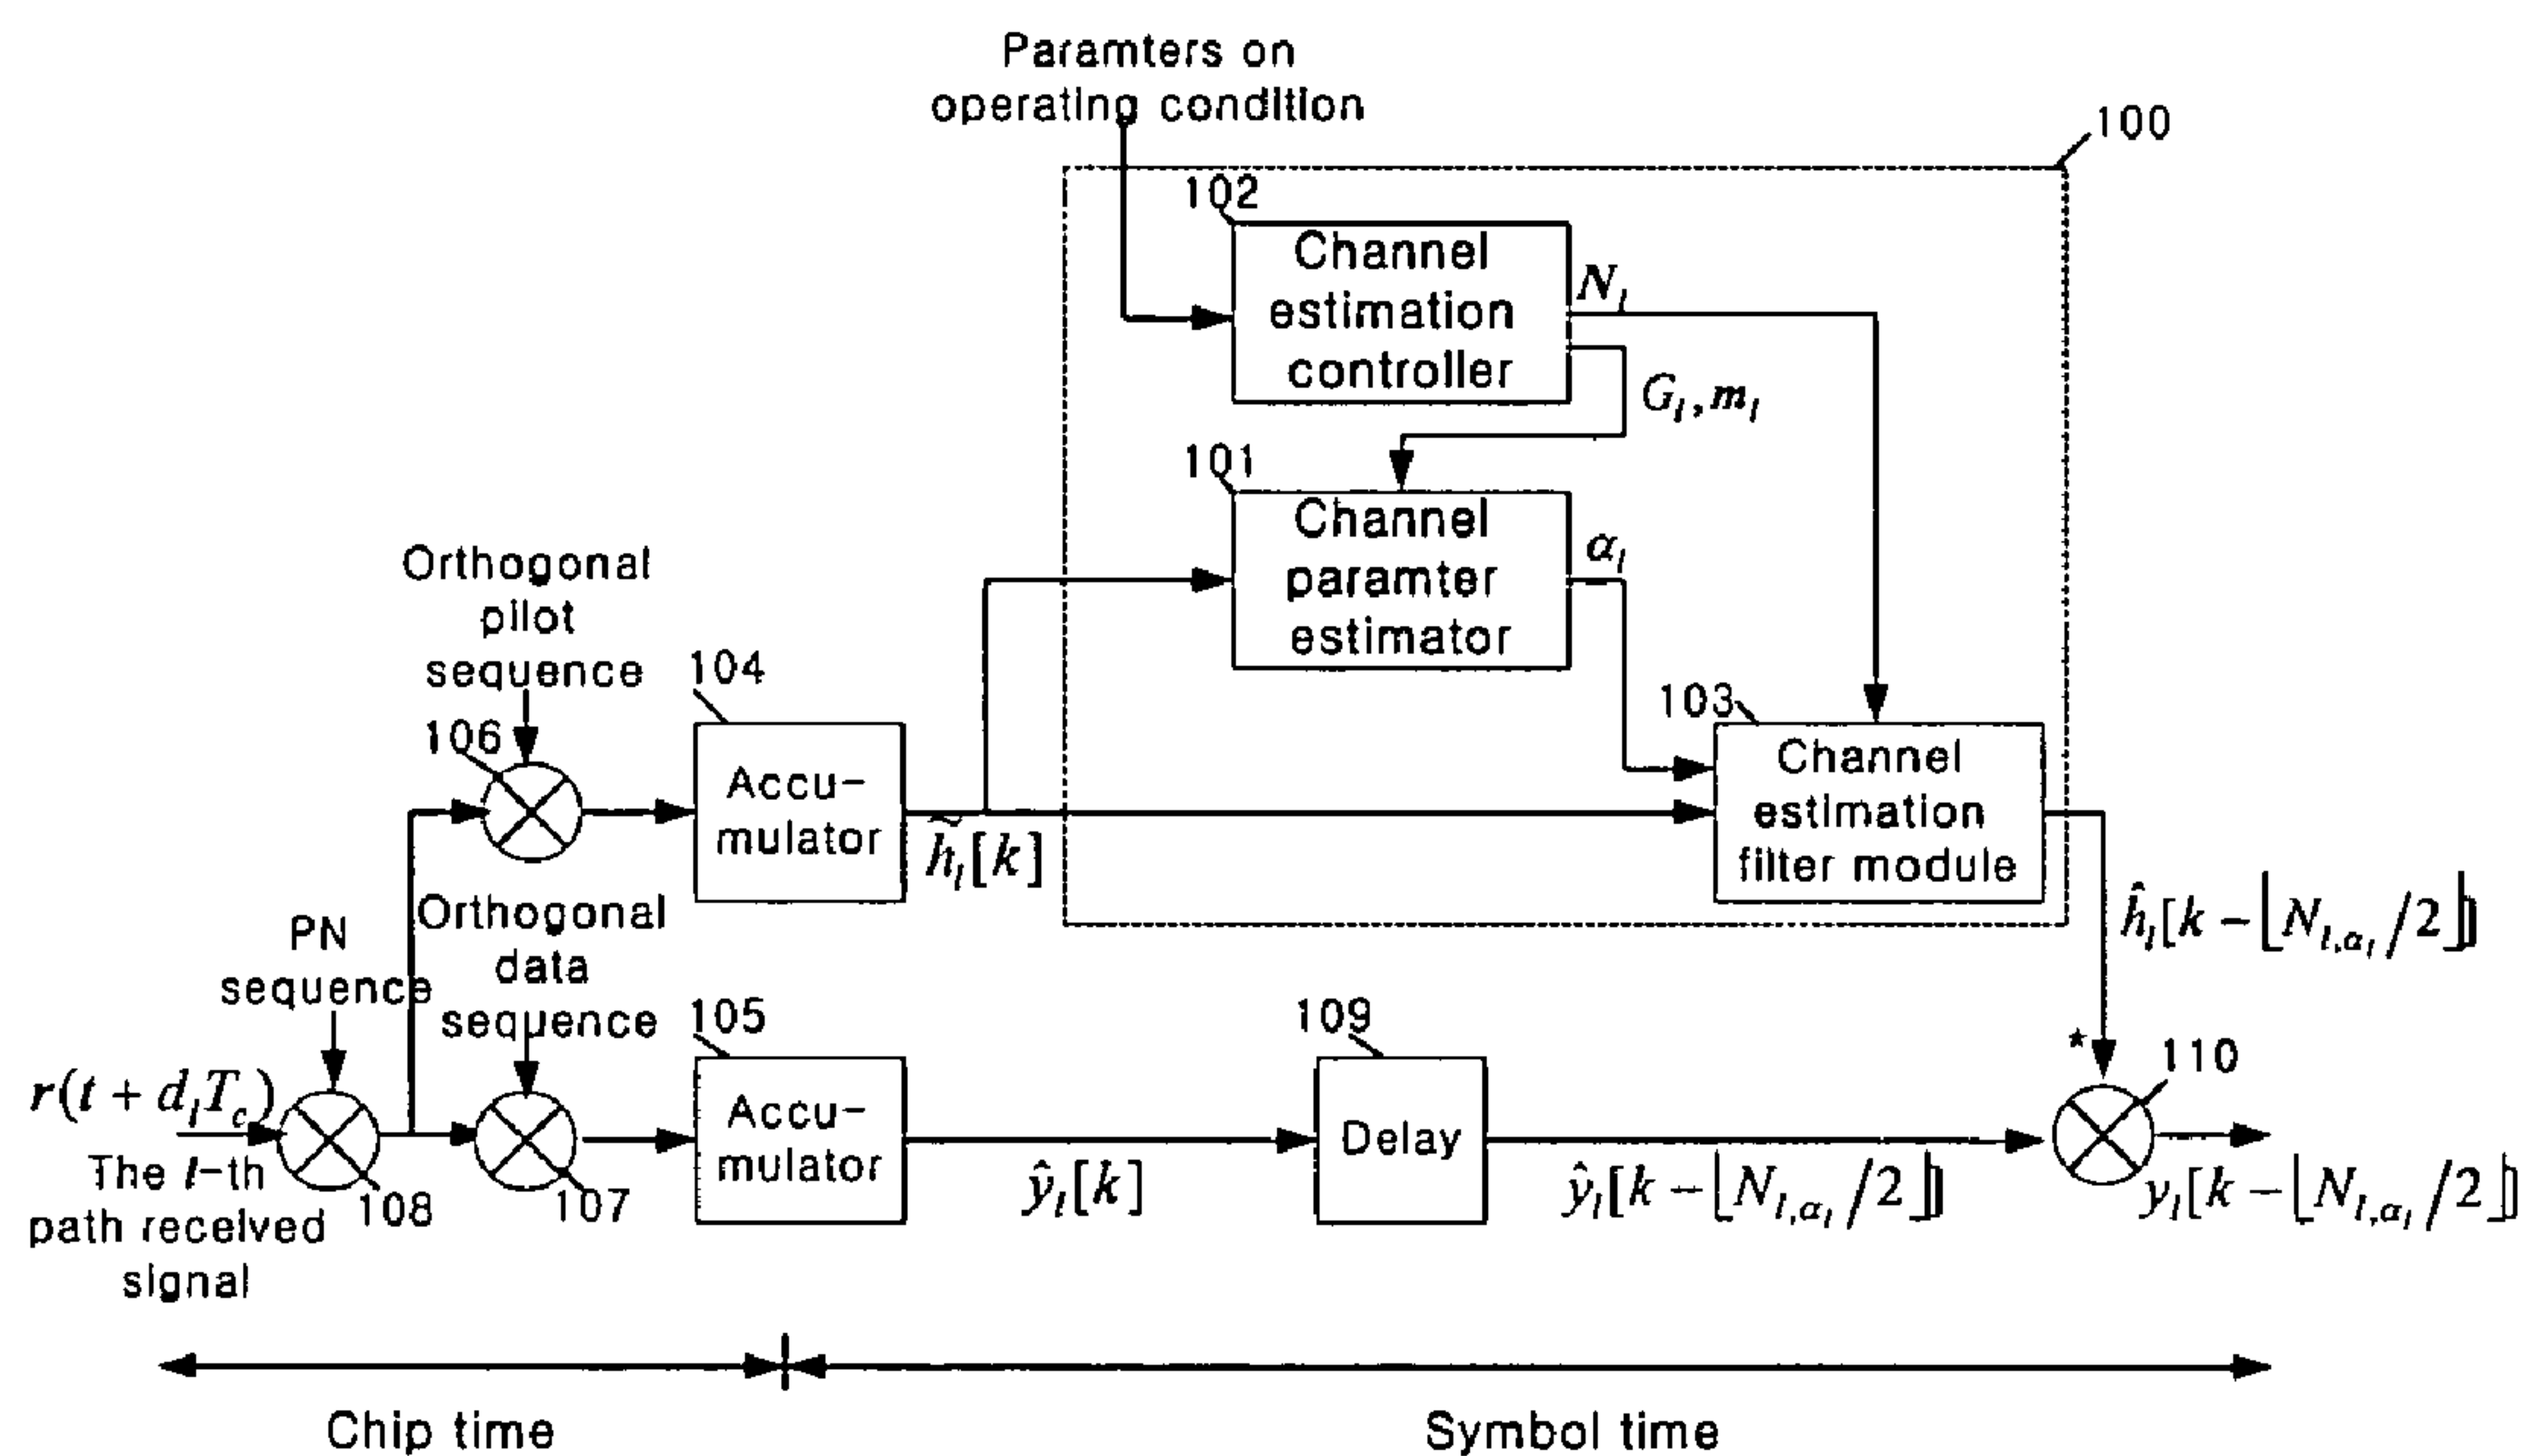 Paramters on
operating condition
100
102
Channel
estimation
controller
N_l
G_l, m_l
101
Channel
paramter
estimator
α_l
Orthogonal
pilot
sequence
104
106
Accu-
mulator
h̃_l[k]
103
Channel
estimation
filter module
ĥ_l[k-⌊N_{l,α_l}/2⌋]
PN
sequence
Orthogonal
data
sequence
105
109
*
110
r(t+d_lT_c)
The l-th
path received
signal
108
107
Accu-
mulator
ŷ_l[k]
Delay
ŷ_l[k-⌊N_{l,α_l}/2⌋]
y_l[k-⌊N_{l,α_l}/2⌋]
Chip time
Symbol time